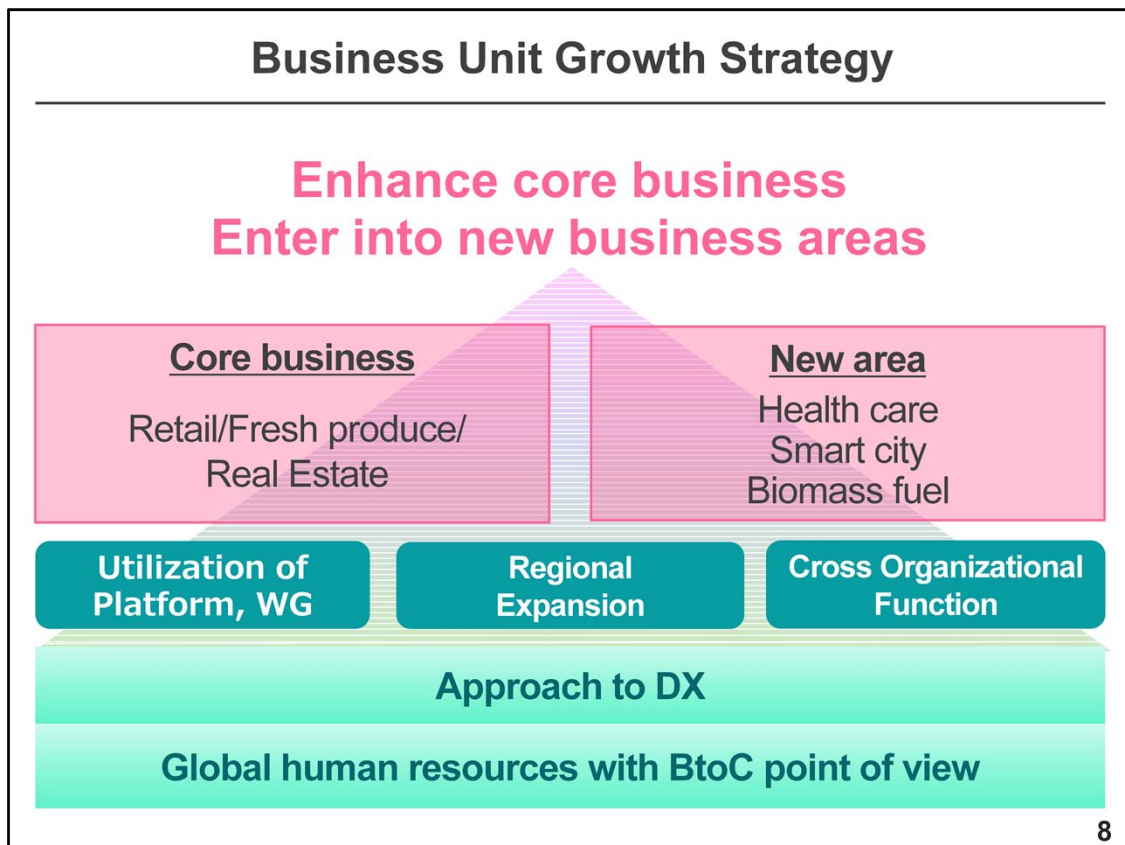 Business Unit Growth Strategy
Enhance core business
Enter into new business areas
Core business
Retail/Fresh produce/
Real Estate
New area
Health care
Smart city
Biomass fuel
Utilization of
Platform, WG
Regional
Expansion
Cross Organizational
Function
Approach to DX
Global human resources with BtoC point of view
8